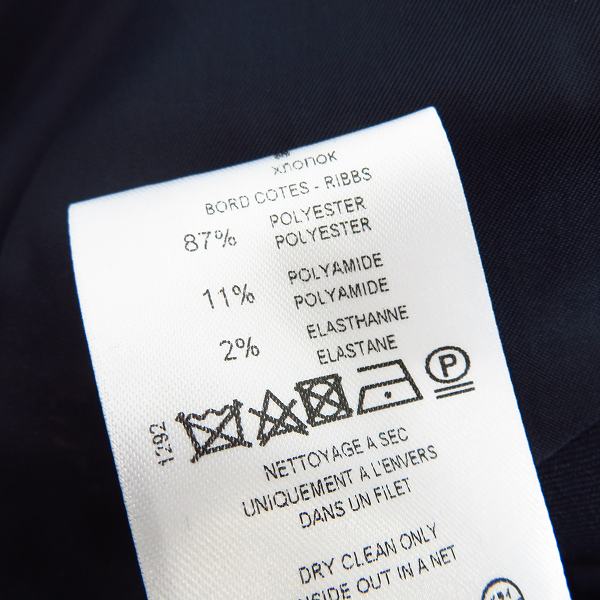 хлопок
BORD COTES - RIBBS
87% POLYESTER
POLYESTER
11% POLYAMIDE
POLYAMIDE
2% ELASTHANNE
ELASTANE
P
1292
NETTOYAGE A SEC
UNIQUEMENT A L'ENVERS
DANS UN FILET
DRY CLEAN ONLY
INSIDE OUT IN A NET